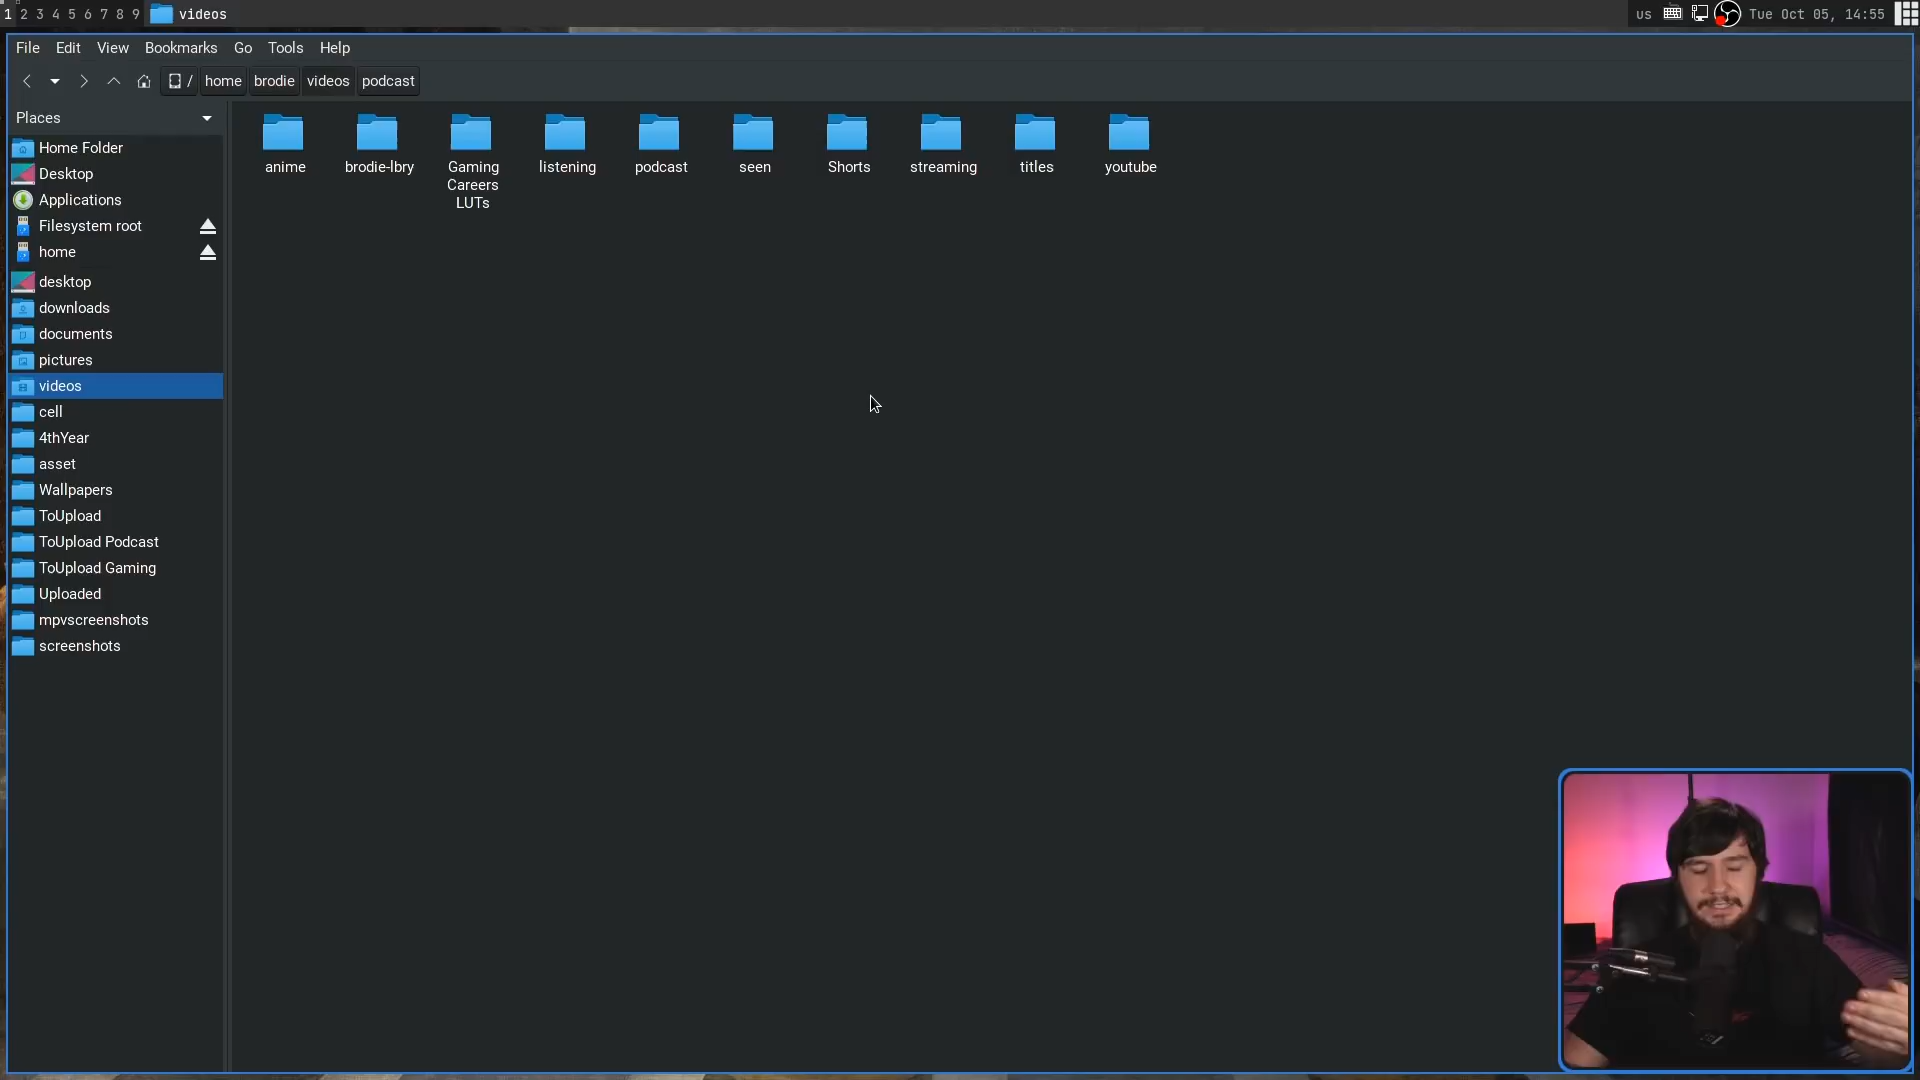 1 2 3 4 5 6 7 8 9 videos us Tue Oct 05, 14:55
File Edit View Bookmarks Go Tools Help
/ home brodie videos podcast
Places
Home Folder
Desktop
Applications
Filesystem root
home
desktop
downloads
documents
pictures
videos
cell
4thYear
asset
Wallpapers
ToUpload
ToUpload Podcast
ToUpload Gaming
Uploaded
mpvscreenshots
screenshots
anime brodie-lbry Gaming listening podcast seen Shorts streaming titles youtube
Careers
LUTs